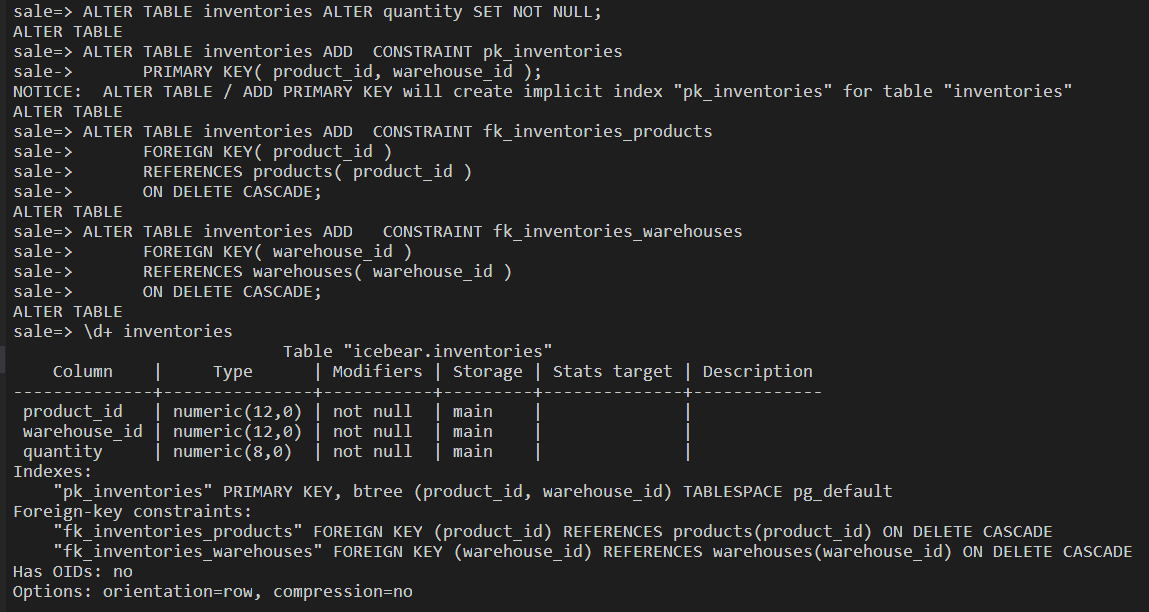 sale=> ALTER TABLE inventories ALTER quantity SET NOT NULL;
ALTER TABLE
sale=> ALTER TABLE inventories ADD  CONSTRAINT pk_inventories
sale->       PRIMARY KEY( product_id, warehouse_id );
NOTICE:  ALTER TABLE / ADD PRIMARY KEY will create implicit index "pk_inventories" for table "inventories"
ALTER TABLE
sale=> ALTER TABLE inventories ADD  CONSTRAINT fk_inventories_products
sale->       FOREIGN KEY( product_id )
sale->       REFERENCES products( product_id )
sale->       ON DELETE CASCADE;
ALTER TABLE
sale=> ALTER TABLE inventories ADD   CONSTRAINT fk_inventories_warehouses
sale->       FOREIGN KEY( warehouse_id )
sale->       REFERENCES warehouses( warehouse_id )
sale->       ON DELETE CASCADE;
ALTER TABLE
sale=> \d+ inventories
                           Table "icebear.inventories"
    Column    |     Type      | Modifiers | Storage | Stats target | Description
--------------+---------------+-----------+---------+--------------+-------------
 product_id   | numeric(12,0) | not null  | main    |              |
 warehouse_id | numeric(12,0) | not null  | main    |              |
 quantity     | numeric(8,0)  | not null  | main    |              |
Indexes:
    "pk_inventories" PRIMARY KEY, btree (product_id, warehouse_id) TABLESPACE pg_default
Foreign-key constraints:
    "fk_inventories_products" FOREIGN KEY (product_id) REFERENCES products(product_id) ON DELETE CASCADE
    "fk_inventories_warehouses" FOREIGN KEY (warehouse_id) REFERENCES warehouses(warehouse_id) ON DELETE CASCADE
Has OIDs: no
Options: orientation=row, compression=no